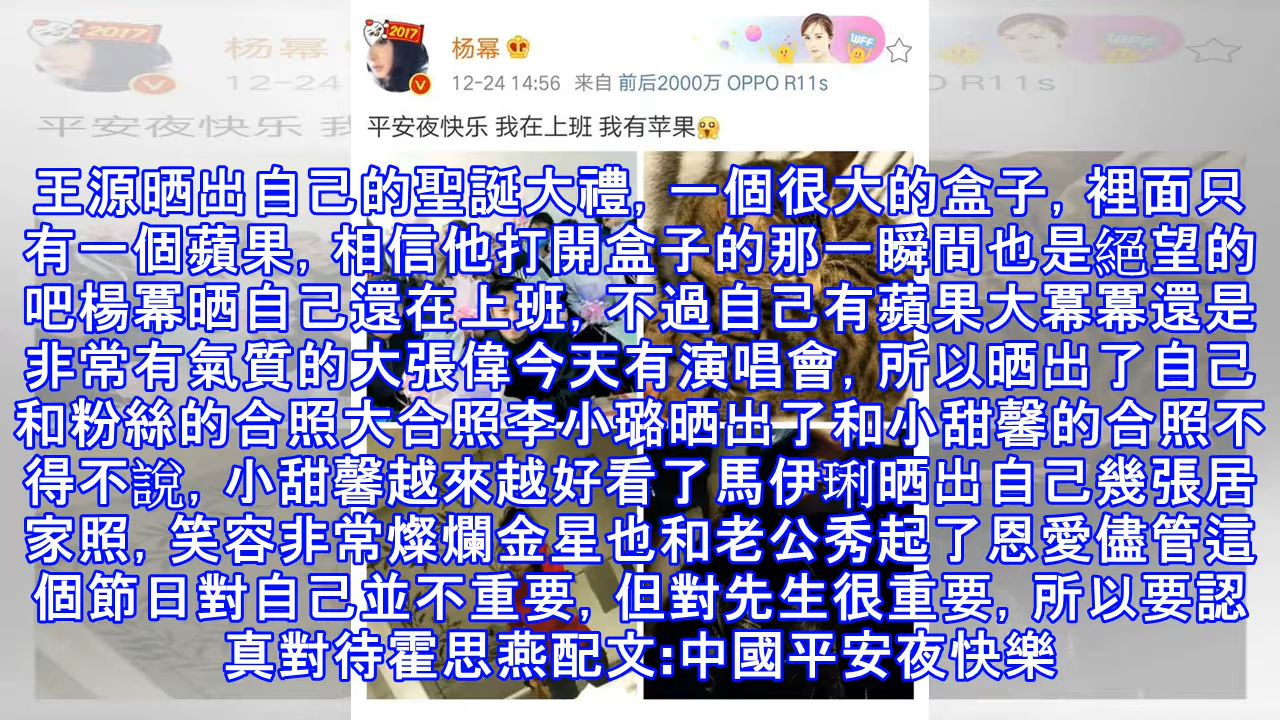 2017
杨幂
12-24 14:56 来自 前后2000万 OPPO R11s
WFF
平安夜快乐 我在上班 我有苹果
王源晒出自己的聖誕大禮, 一個很大的盒子, 裡面只
有一個蘋果, 相信他打開盒子的那一瞬間也是絕望的
吧楊冪晒自己還在上班, 不過自己有蘋果大冪冪還是
非常有氣質的大張偉今天有演唱會, 所以晒出了自己
和粉絲的合照大合照李小璐晒出了和小甜馨的合照不
得不說, 小甜馨越來越好看了馬伊琍晒出自己幾張居
家照, 笑容非常燦爛金星也和老公秀起了恩愛儘管這
個節日對自己並不重要, 但對先生很重要, 所以要認
真對待霍思燕配文:中國平安夜快樂